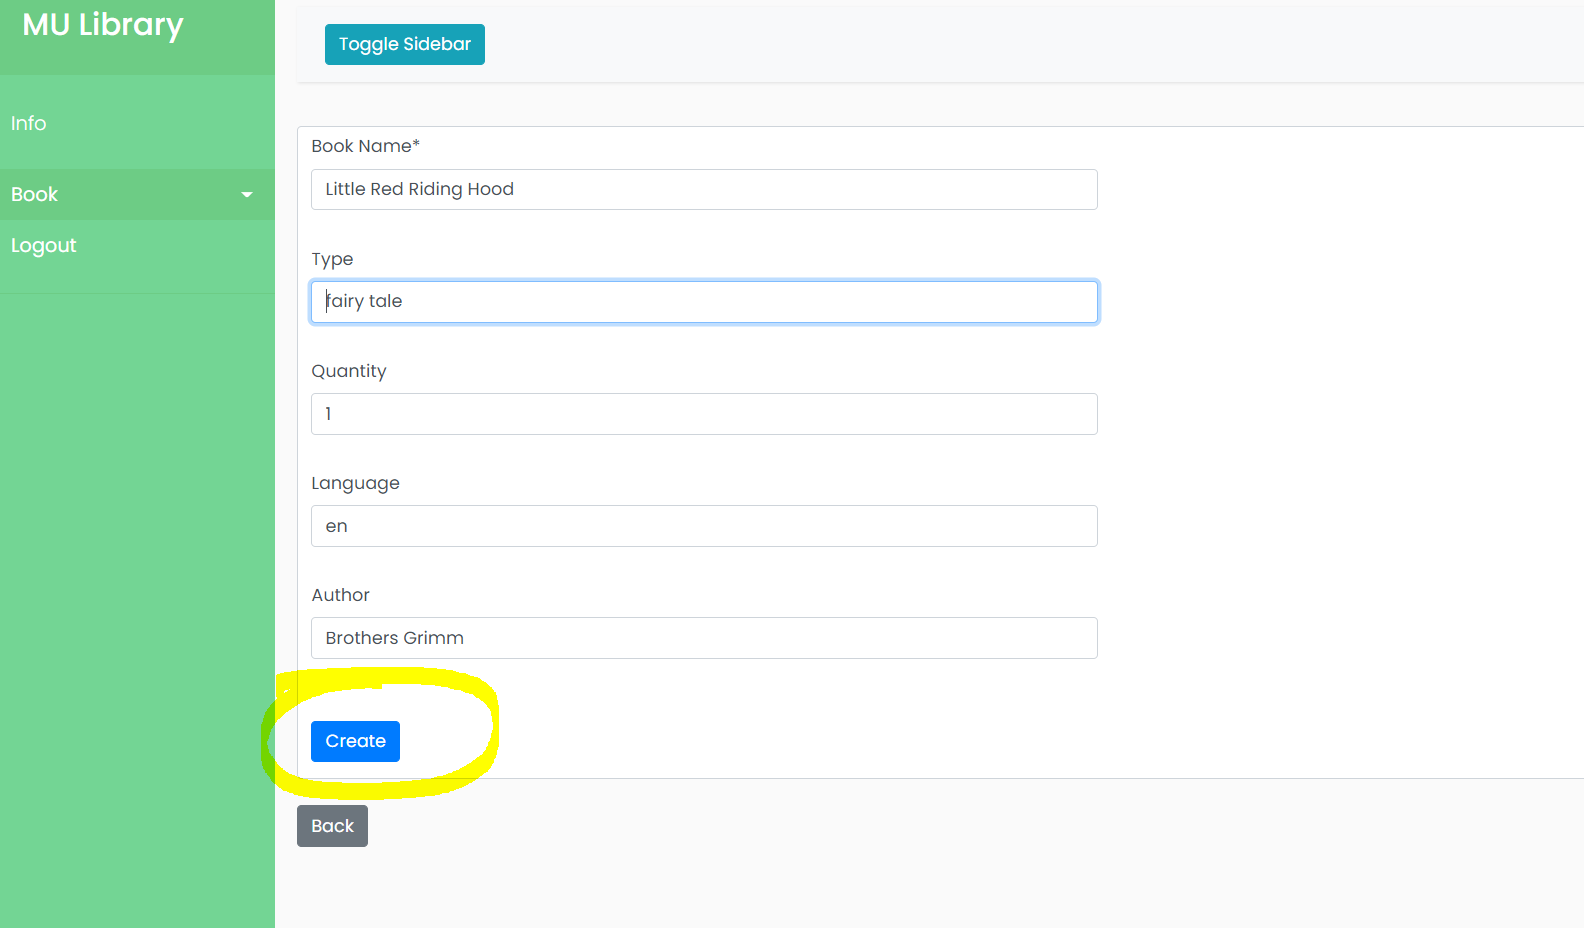 MU Library
Toggle Sidebar
Info
Book
Logout
Book Name*
Little Red Riding Hood
Type
fairy tale
Quantity
1
Language
en
Author
Brothers Grimm
Create
Back